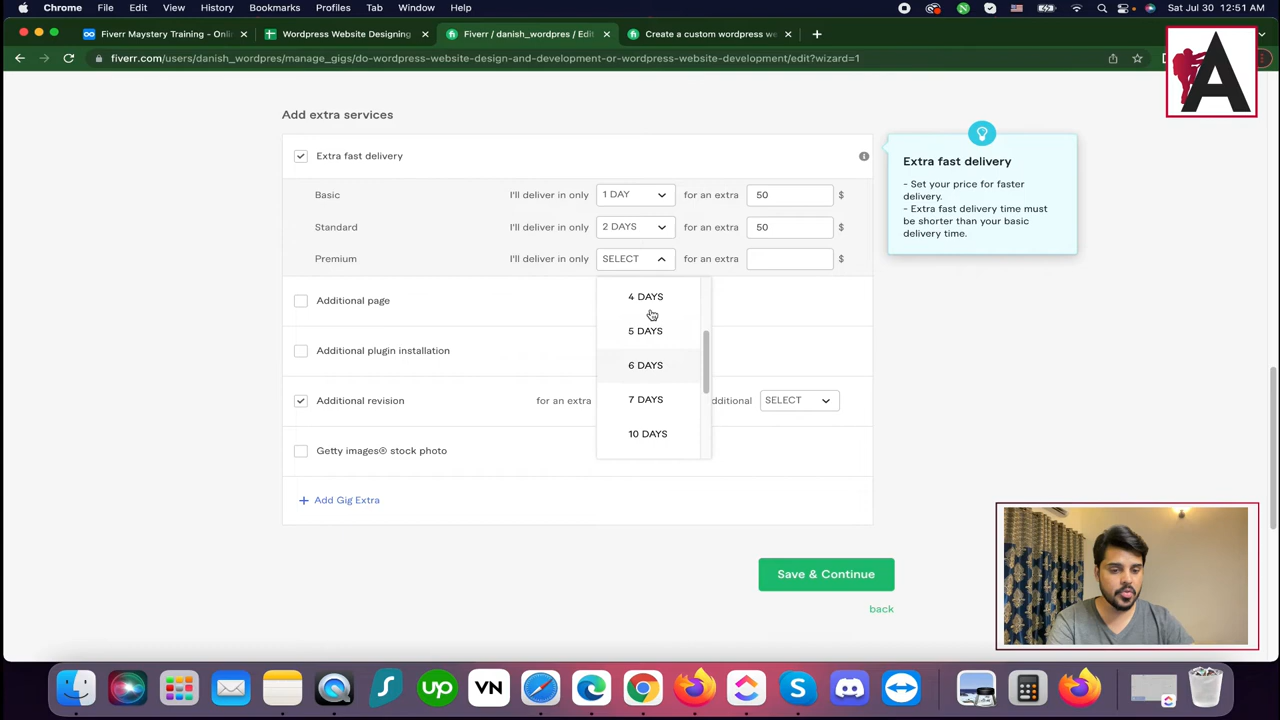 Chrome File Edit View History Bookmarks Profiles Tab Window Help Sat Jul 30 12:51 AM
Fiverr Maystery Training - Onli
Wordpress Website Designing
Fiverr / danish_wordpres / Edit
Create a custom wordpress we
fiverr.com/users/danish_wordpres/manage_gigs/do-wordpress-website-design-and-development-or-wordpress-website-development/edit?wizard=1
A
Add extra services
Extra fast delivery
Basic I'll deliver in only 1 DAY for an extra 50 $
Standard I'll deliver in only 2 DAYS for an extra 50 $
Premium I'll deliver in only SELECT for an extra $
4 DAYS
5 DAYS
6 DAYS
7 DAYS
10 DAYS
Additional page
Additional plugin installation
Additional revision for an extra dditional SELECT
Getty images® stock photo
+ Add Gig Extra
Extra fast delivery
- Set your price for faster
delivery.
- Extra fast delivery time must
be shorter than your basic
delivery time.
Save & Continue
back
up
VN
S